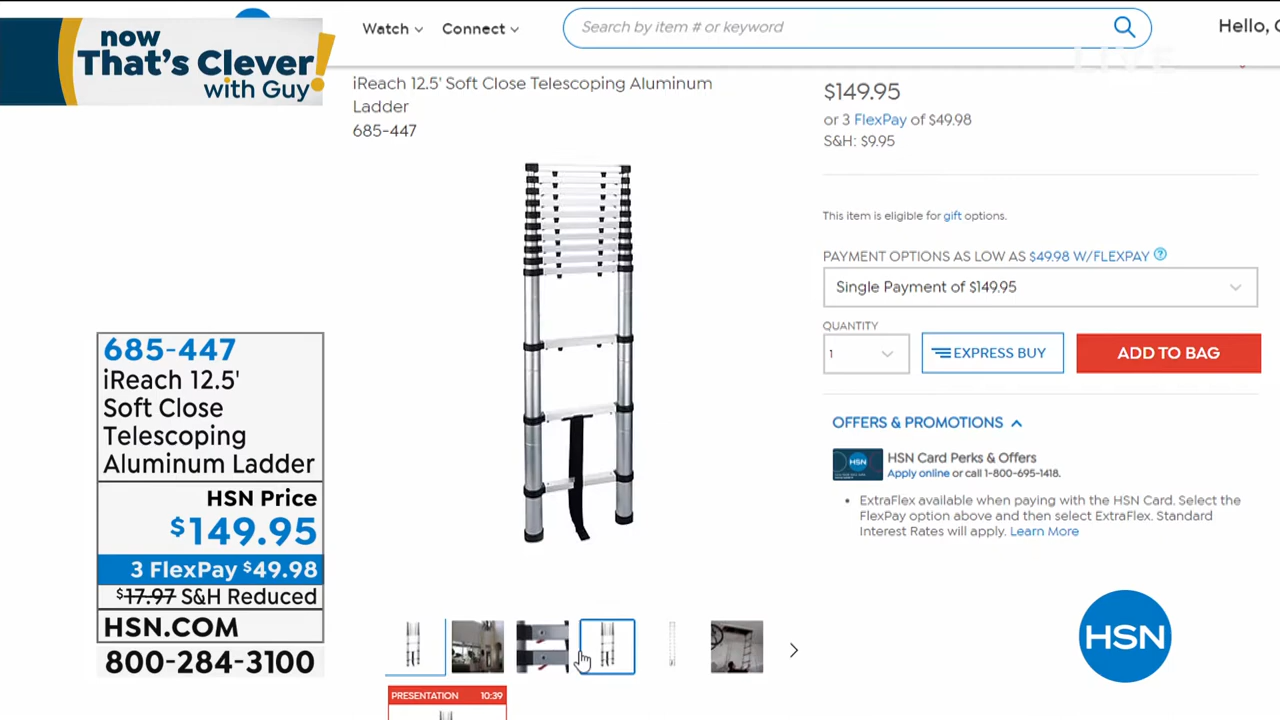 now
That's Clever!
with Guy
Watch
Connect
Search by item # or keyword
Hello,
LIVE
iReach 12.5' Soft Close Telescoping Aluminum
Ladder
685-447
$149.95
or 3 FlexPay of $49.98
S&H: $9.95
This item is eligible for gift options.
PAYMENT OPTIONS AS LOW AS $49.98 W/FLEXPAY ?
Single Payment of $149.95
QUANTITY
1
EXPRESS BUY
ADD TO BAG
OFFERS & PROMOTIONS
HSN
HSN Card Perks & Offers
Apply online or call 1-800-695-1418.
• ExtraFlex available when paying with the HSN Card. Select the
FlexPay option above and then select ExtraFlex. Standard
Interest Rates will apply. Learn More
685-447
iReach 12.5'
Soft Close
Telescoping
Aluminum Ladder
HSN Price
$149.95
3 FlexPay $49.98
$17.97 S&H Reduced
HSN.COM
800-284-3100
HSN
PRESENTATION 10:39